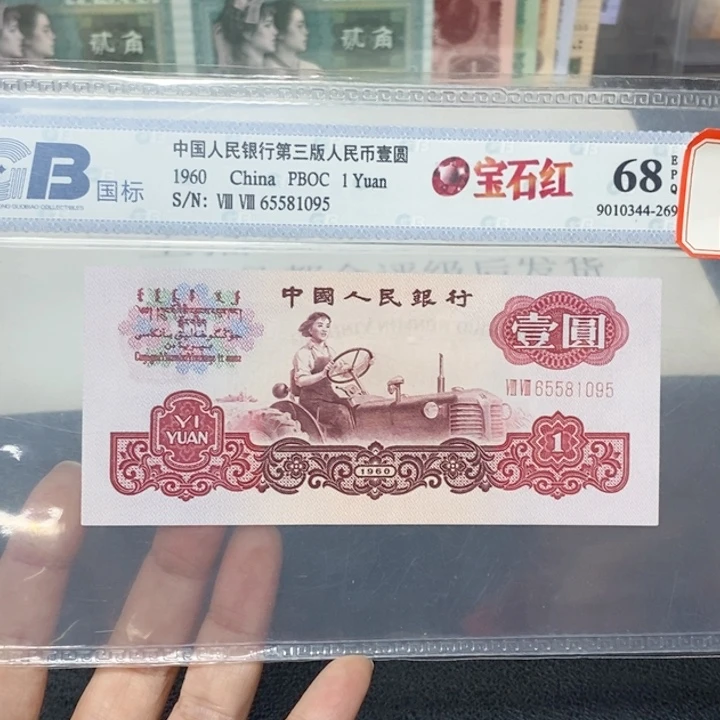 贰角
贰角
GB 国标
中国人民银行第三版人民币壹圆
1960 China PBOC 1 Yuan
S/N: Ⅷ Ⅷ 65581095
宝石红
68
EPQ
9010344-269
中國人民銀行
壹圓
ⅧⅧ 65581095
YI
YUAN
1960
1